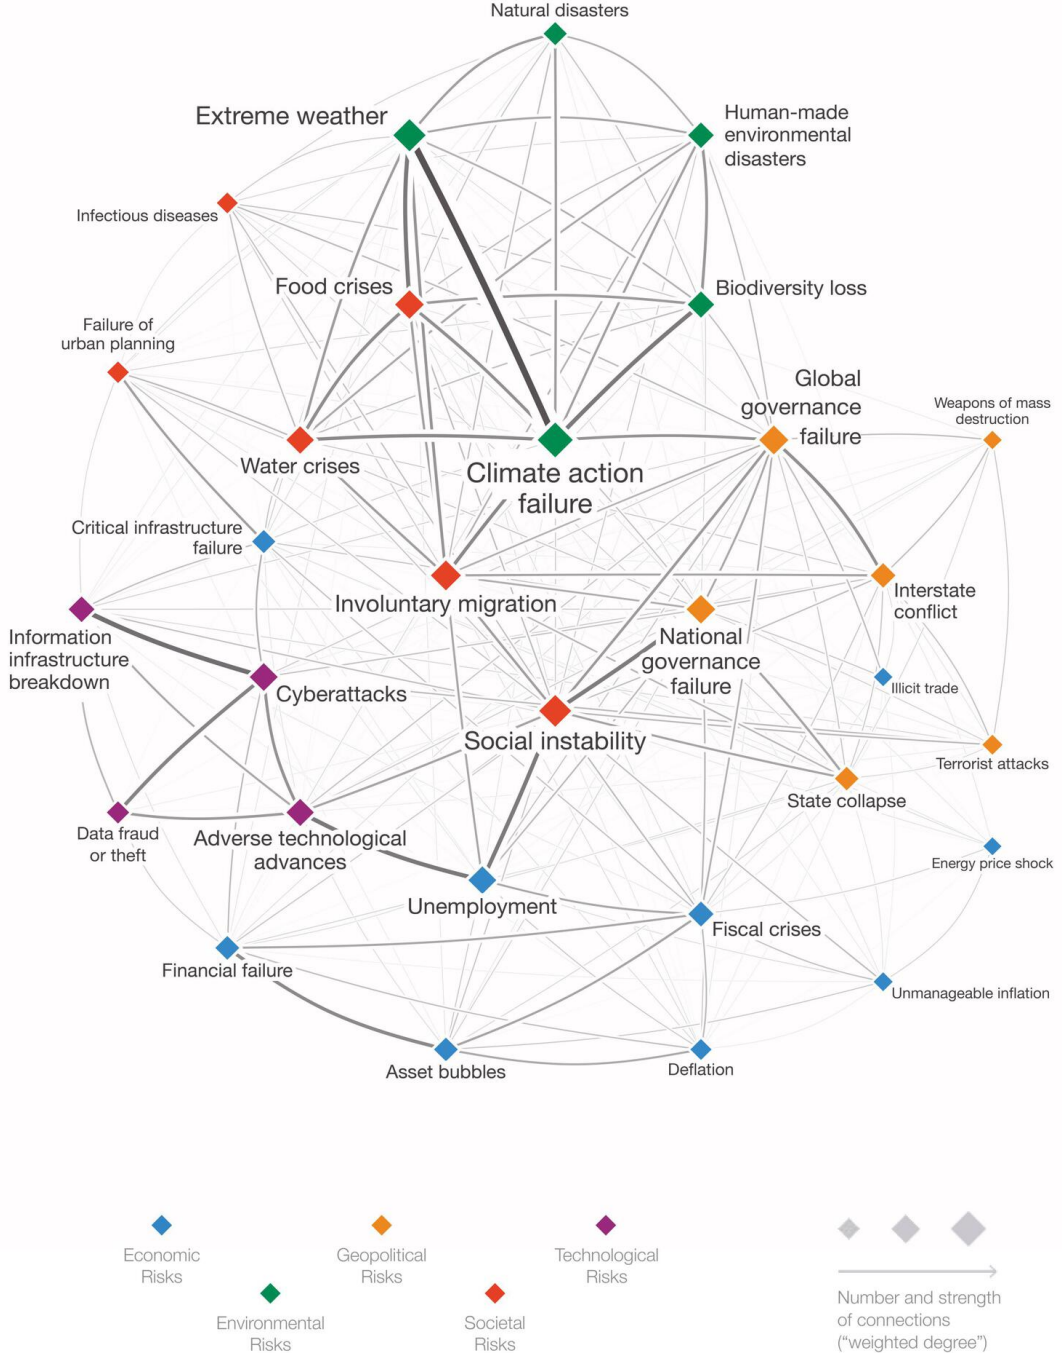 Natural disasters
Extreme weather
Human-made
environmental
disasters
Infectious diseases
Food crises
Biodiversity loss
Failure of
urban planning
Global
governance
failure
Weapons of mass
destruction
Water crises
Climate action
failure
Critical infrastructure
failure
Involuntary migration
Interstate
conflict
Information
infrastructure
breakdown
National
governance
failure
Cyberattacks
Illicit trade
Social instability
Terrorist attacks
State collapse
Data fraud
or theft
Adverse technological
advances
Energy price shock
Unemployment
Fiscal crises
Financial failure
Unmanageable inflation
Asset bubbles
Deflation
Economic
Risks
Geopolitical
Risks
Technological
Risks
Environmental
Risks
Societal
Risks
Number and strength
of connections
(“weighted degree”)